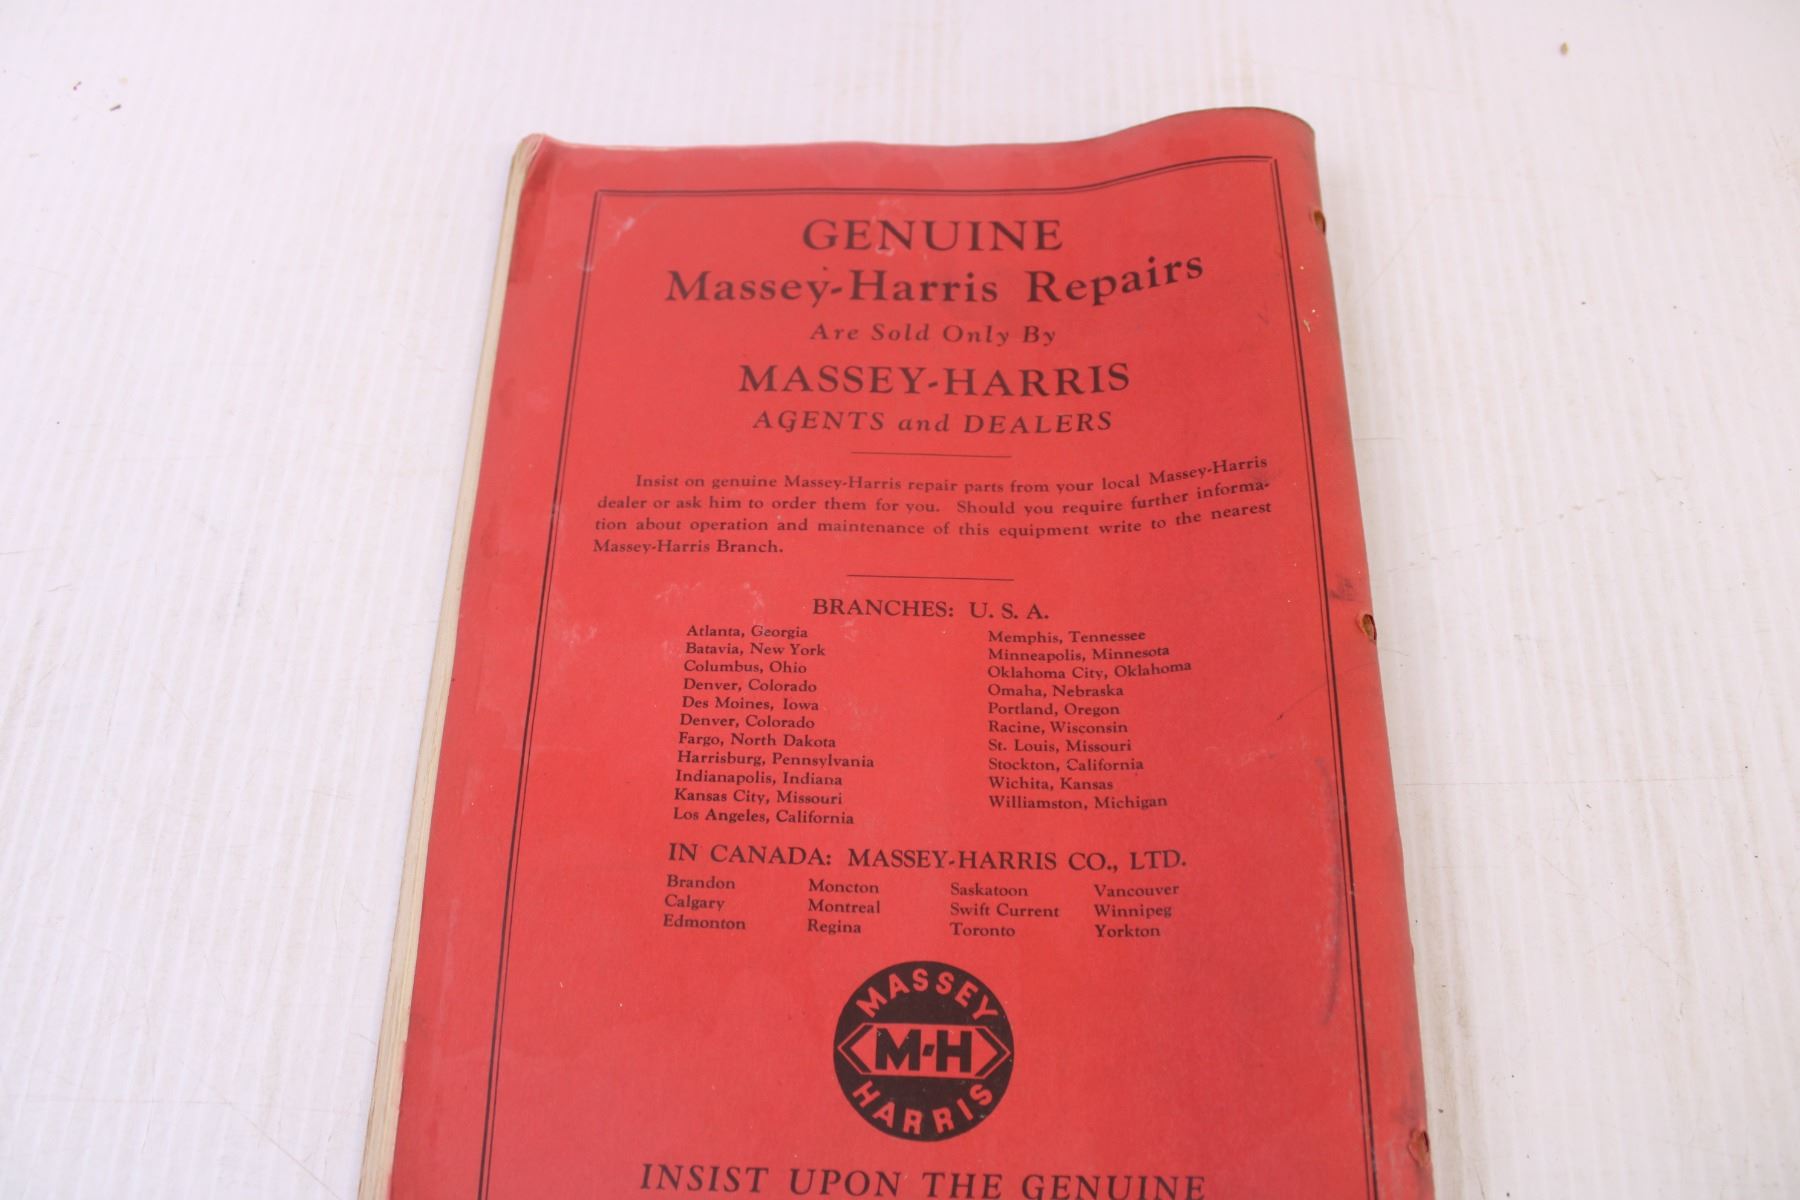 GENUINE
Massey-Harris Repairs
Are Sold Only By
MASSEY-HARRIS
AGENTS and DEALERS
Insist on genuine Massey-Harris repair parts from your local Massey-Harris
dealer or ask him to order them for you. Should you require further informa-
tion about operation and maintenance of this equipment write to the nearest
Massey-Harris Branch.
BRANCHES: U. S. A.
Atlanta, Georgia
Batavia, New York
Columbus, Ohio
Denver, Colorado
Des Moines, Iowa
Denver, Colorado
Fargo, North Dakota
Harrisburg, Pennsylvania
Indianapolis, Indiana
Kansas City, Missouri
Los Angeles, California
Memphis, Tennessee
Minneapolis, Minnesota
Oklahoma City, Oklahoma
Omaha, Nebraska
Portland, Oregon
Racine, Wisconsin
St. Louis, Missouri
Stockton, California
Wichita, Kansas
Williamston, Michigan
IN CANADA: MASSEY-HARRIS CO., LTD.
Brandon
Calgary
Edmonton
Moncton
Montreal
Regina
Saskatoon
Swift Current
Toronto
Vancouver
Winnipeg
Yorkton
MASSEY
M-H
HARRIS
INSIST UPON THE GENUINE